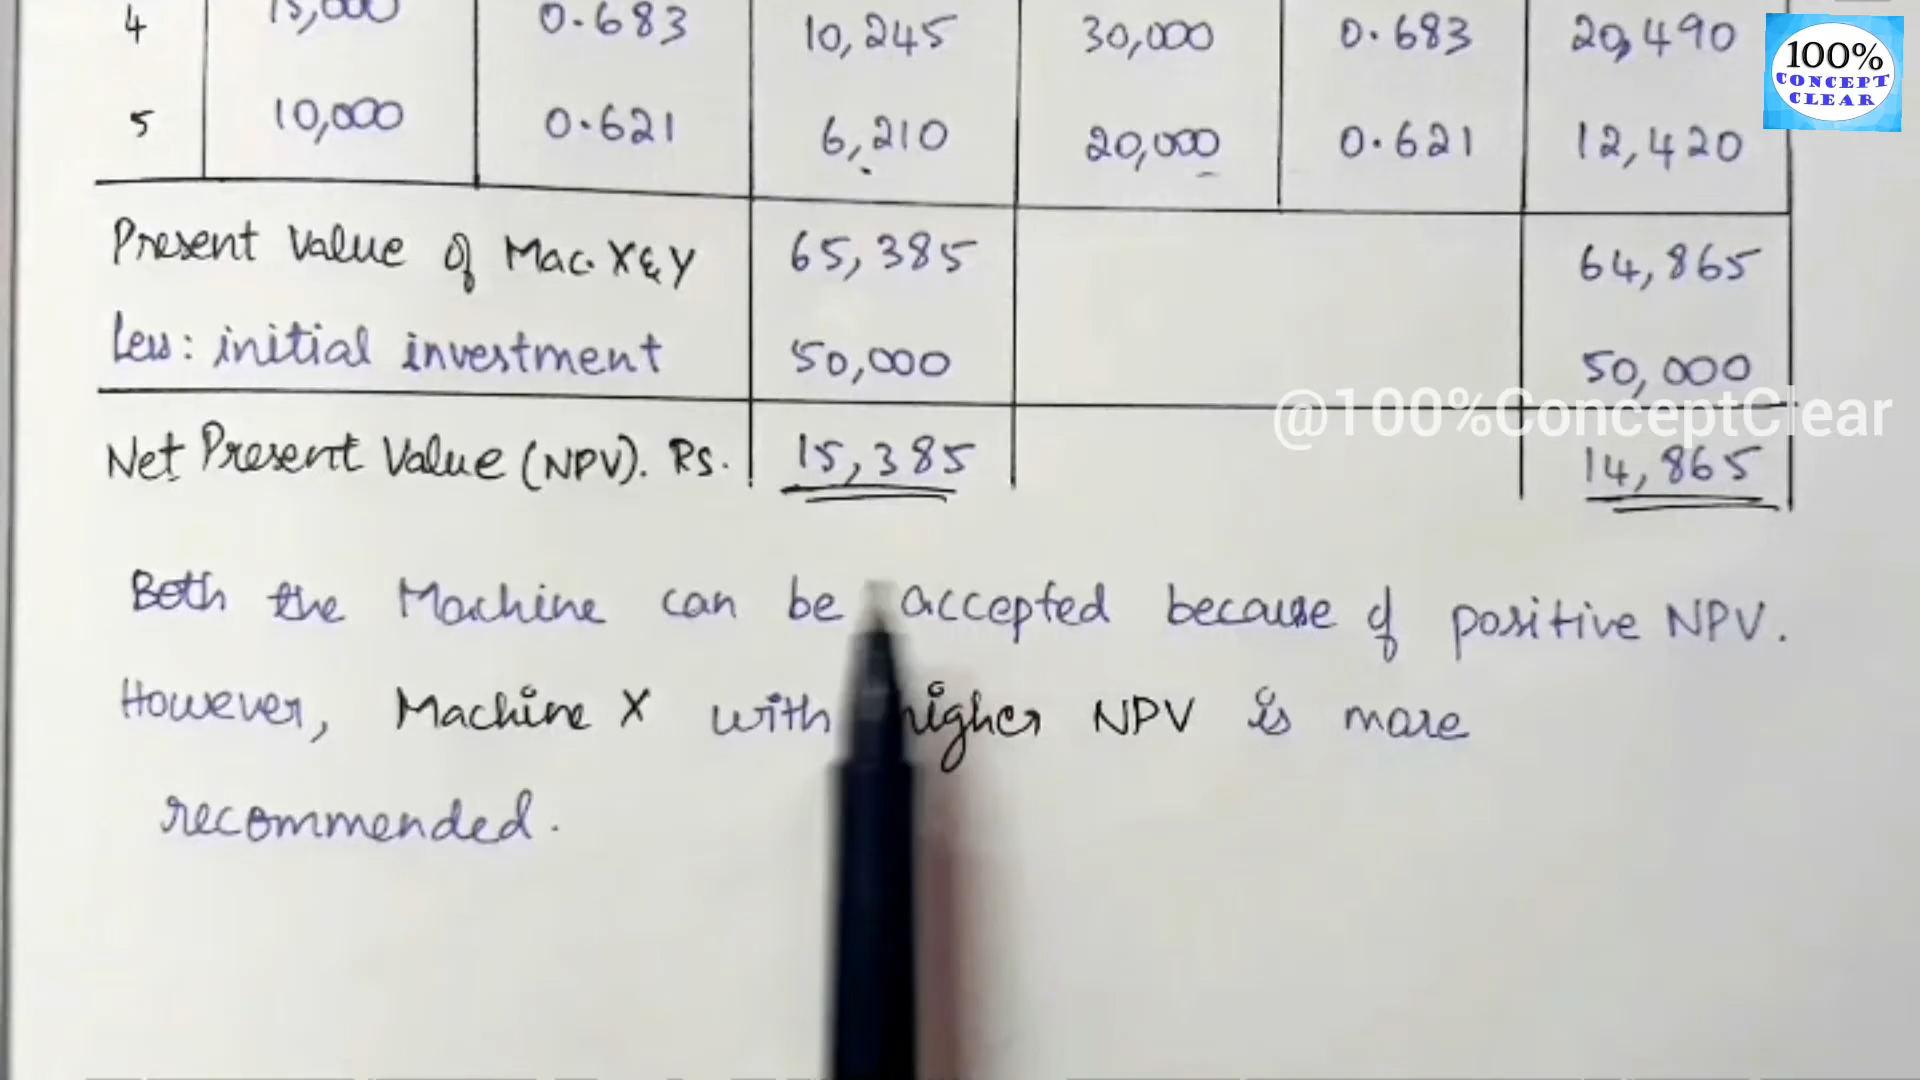 4 15,000 0.683 10,245 30,000 0.683 20,490
5 10,000 0.621 6,210 20,000 0.621 12,420
Present Value of Mac. X & Y 65,385 64,865
Less: initial investment 50,000 50,000
Net Present Value (NPV). Rs. 15,385 14,865
Both the Machine can be accepted because of positive NPV.
However, Machine X with higher NPV is more
recommended.
100%
CONCEPT
CLEAR
@100%ConceptClear